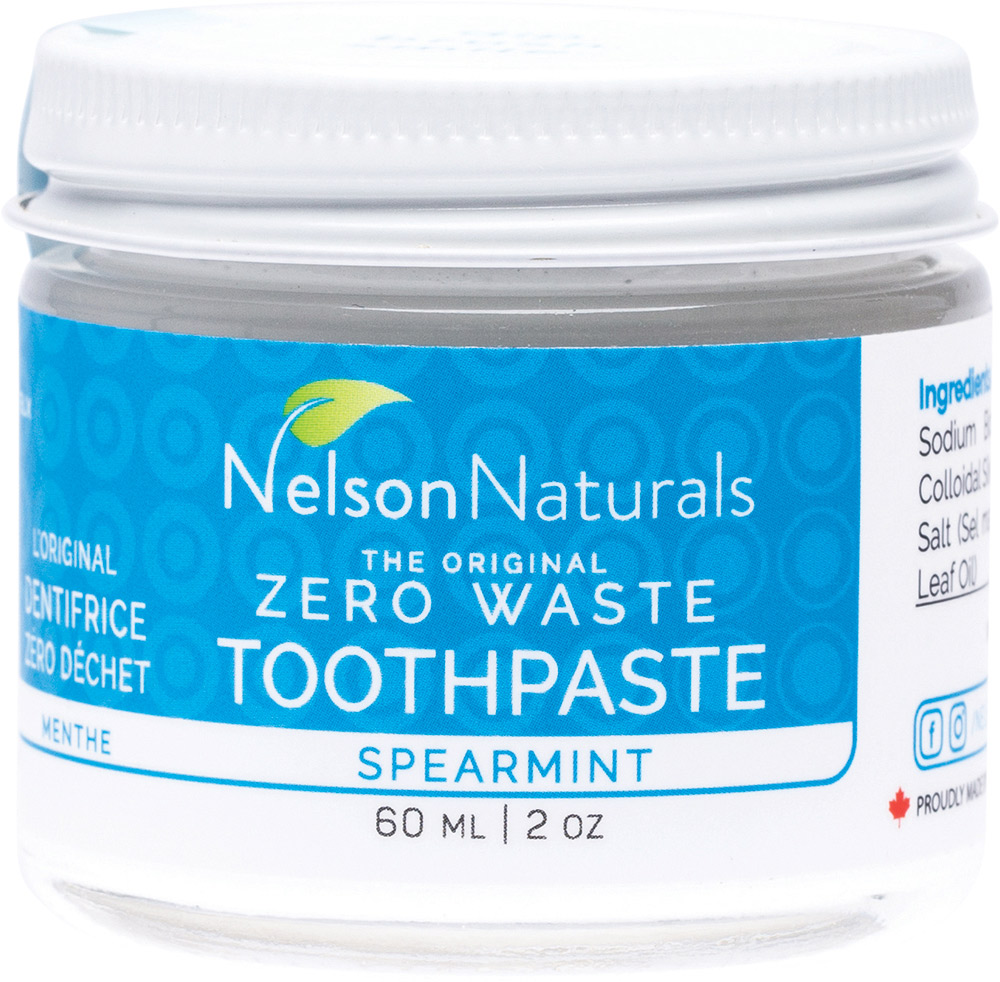 Nelson Naturals
THE ORIGINAL
ZERO WASTE
TOOTHPASTE
SPEARMINT
60 ML | 2 OZ
L'ORIGINAL
DENTIFRICE
ZÉRO DÉCHET
MENTHE
Ingredients
Sodium
Colloidal
Salt (Sel
Leaf Oil)
PROUDLY MADE